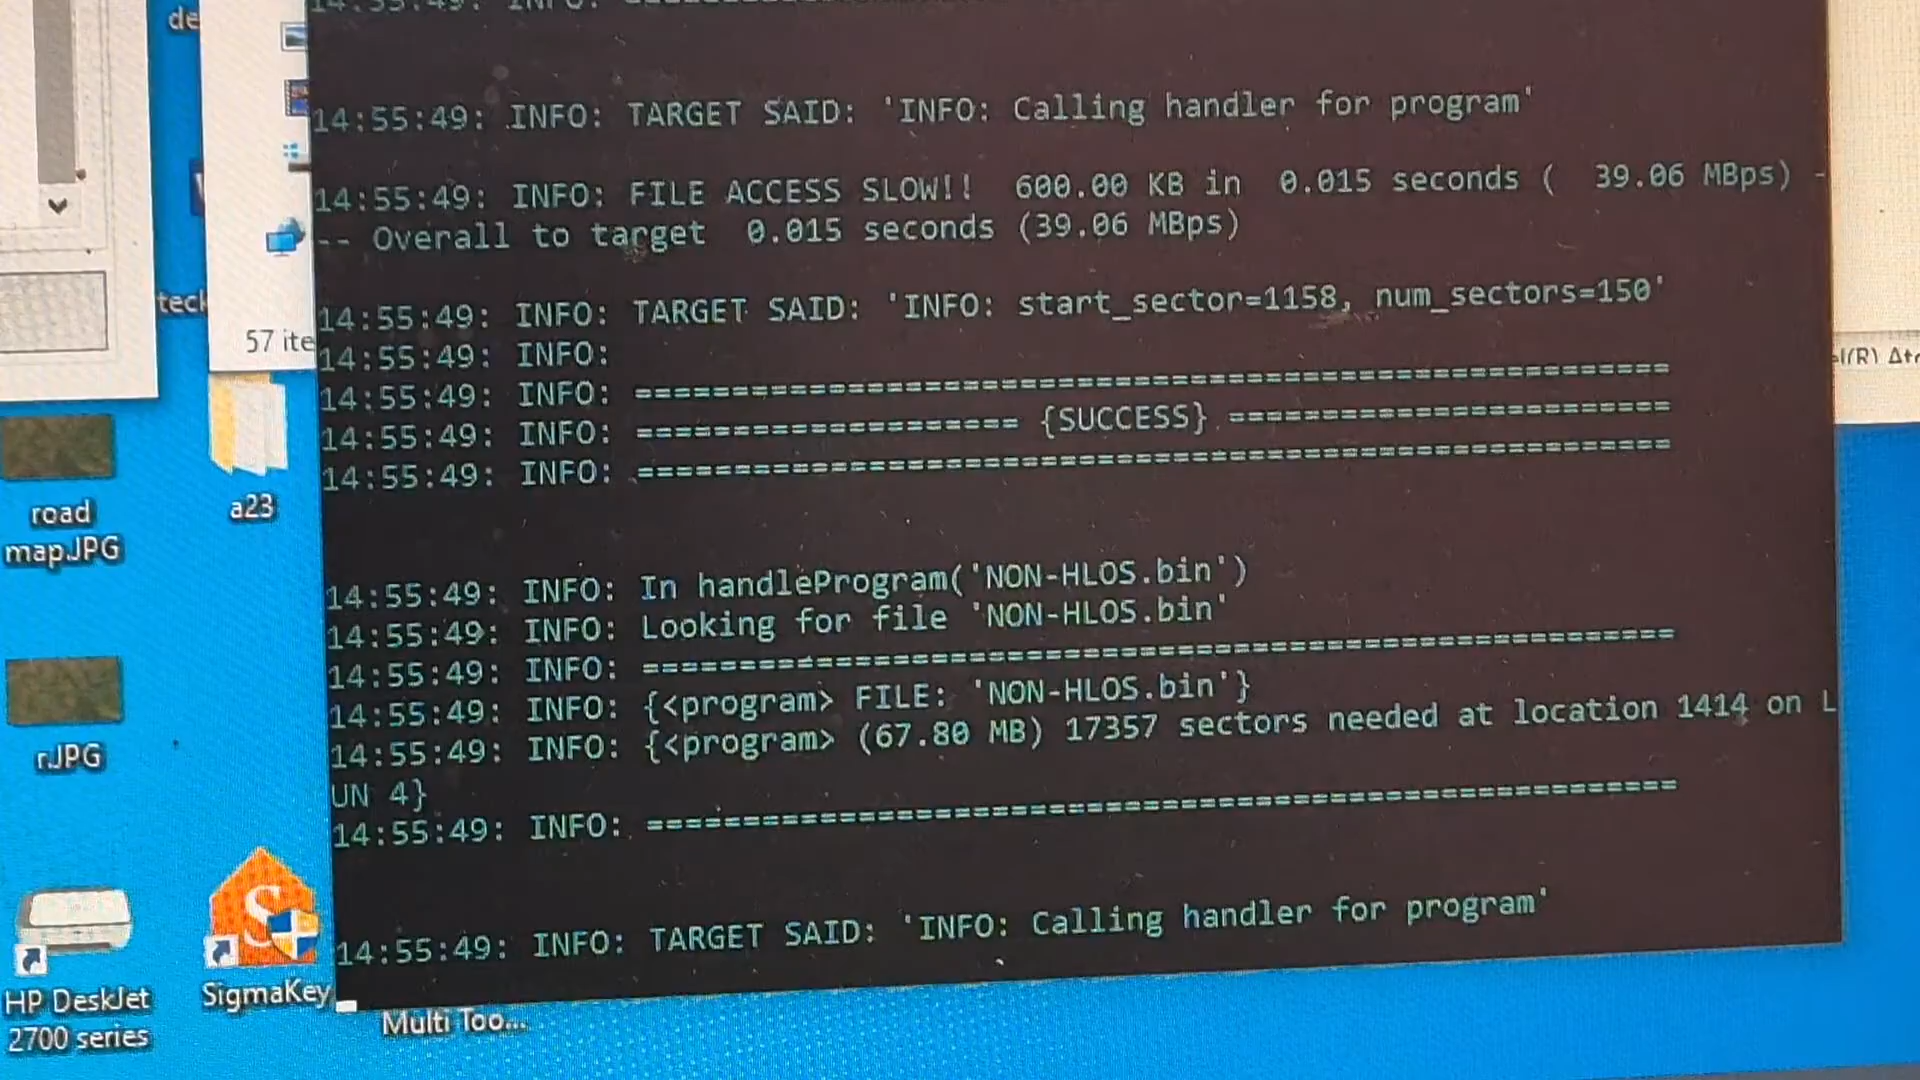 14:55:49: INFO:
14:55:49: INFO: TARGET SAID: 'INFO: Calling handler for program'
14:55:49: INFO: FILE ACCESS SLOW!! 600.00 KB in 0.015 seconds ( 39.06 MBps) -
-- Overall to target 0.015 seconds (39.06 MBps)
14:55:49: INFO: TARGET SAID: 'INFO: start_sector=1158, num_sectors=150'
14:55:49: INFO:
14:55:49: INFO: =====================================================
14:55:49: INFO: ==================== {SUCCESS} =======================
14:55:49: INFO: =====================================================
14:55:49: INFO: In handleProgram('NON-HLOS.bin')
14:55:49: INFO: Looking for file 'NON-HLOS.bin'
14:55:49: INFO: =====================================================
14:55:49: INFO: {<program> FILE: 'NON-HLOS.bin'}
14:55:49: INFO: {<program> (67.80 MB) 17357 sectors needed at location 1414 on L
UN 4}
14:55:49: INFO: =====================================================
14:55:49: INFO: TARGET SAID: 'INFO: Calling handler for program'
de
teck
57 ite
a23
road
map.JPG
r.JPG
HP DeskJet
2700 series
SigmaKey
Multi Too...